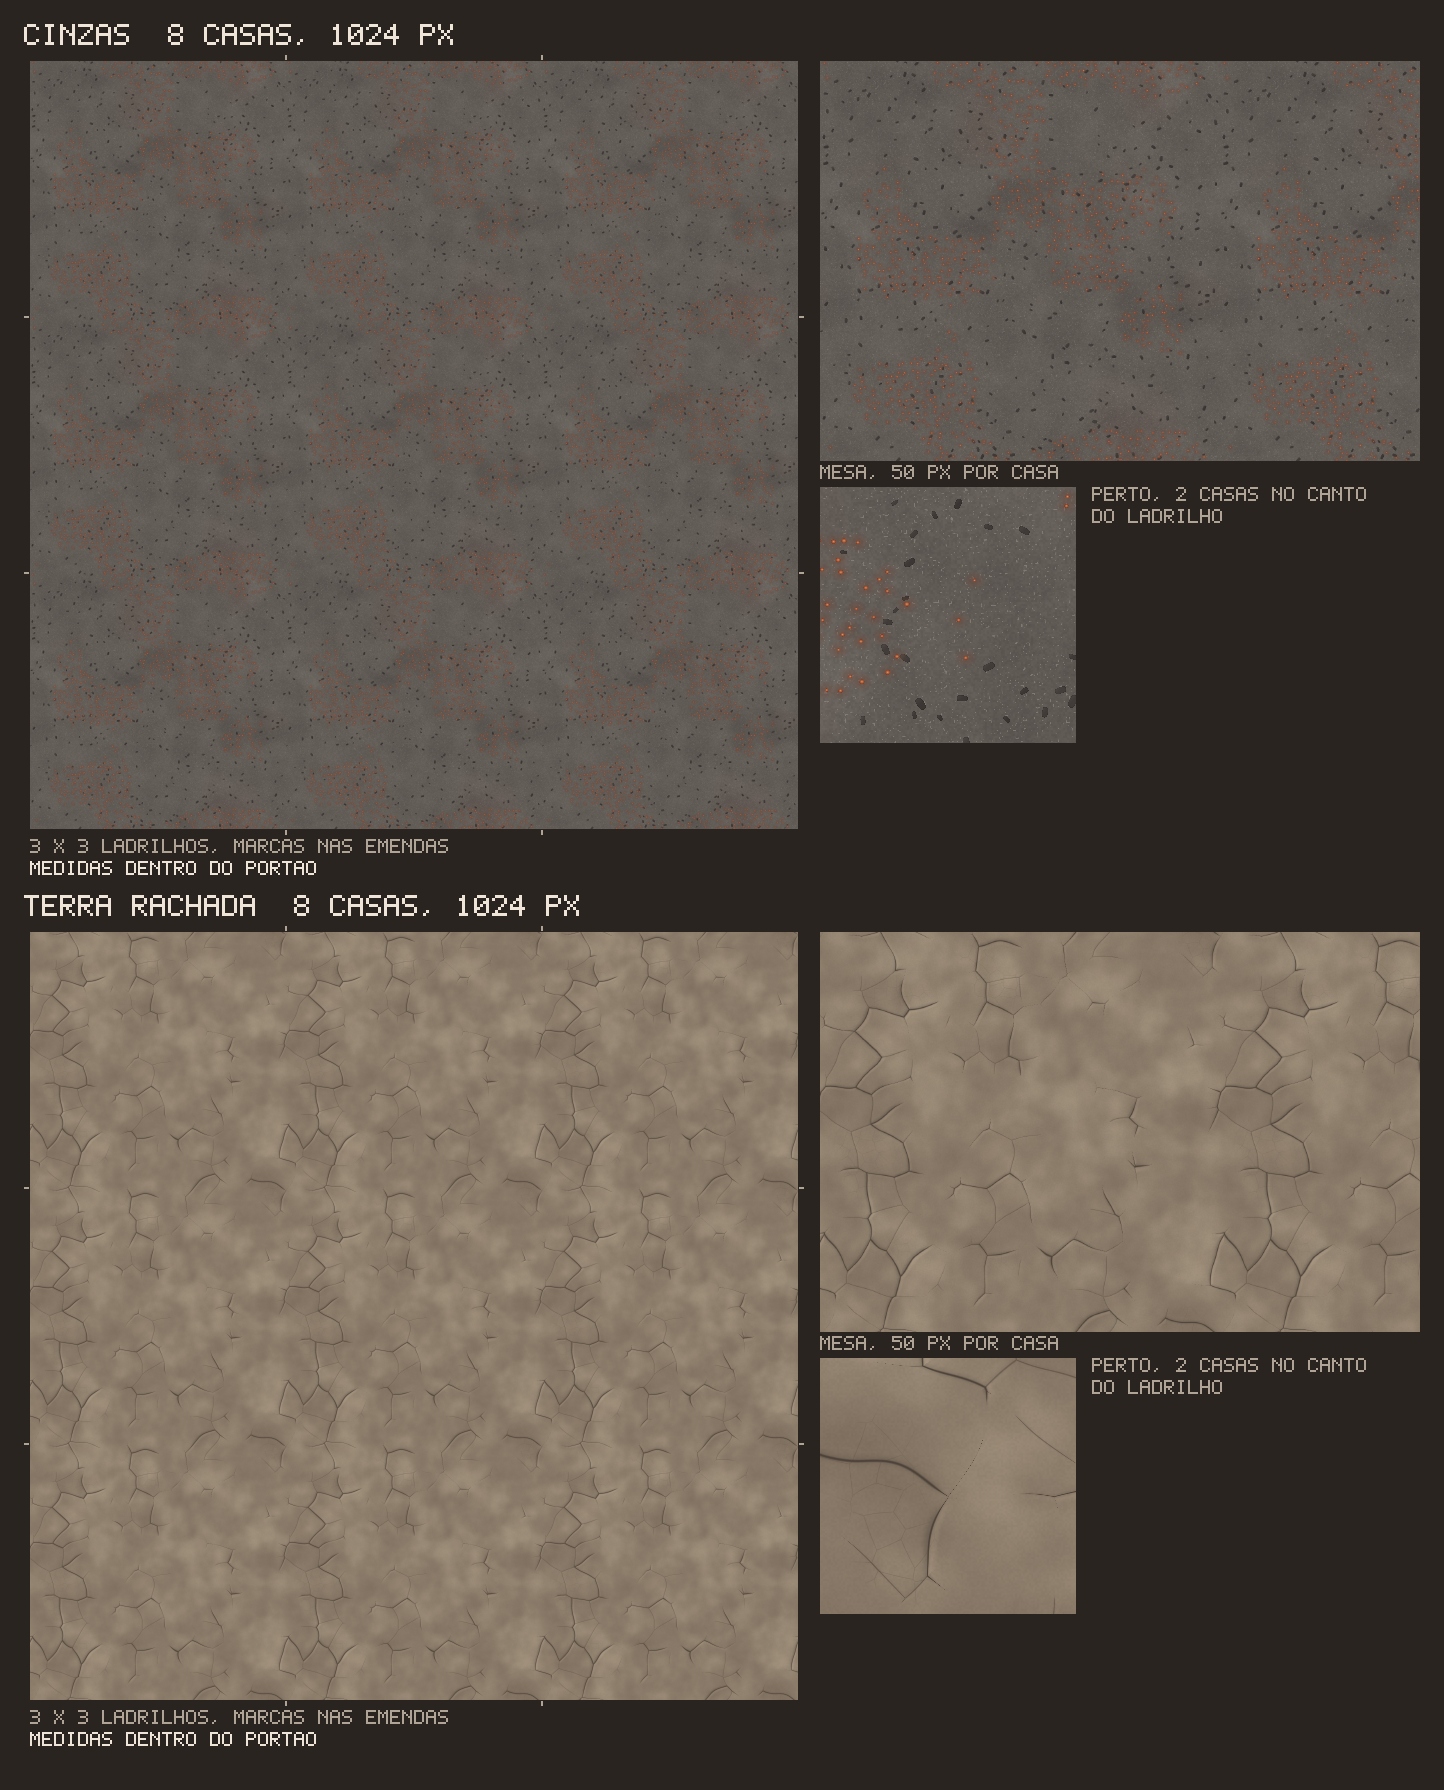 CINZAS  8 CASAS, 1024 PX
MESA, 50 PX POR CASA
PERTO, 2 CASAS NO CANTO
DO LADRILHO
3 X 3 LADRILHOS, MARCAS NAS EMENDAS
MEDIDAS DENTRO DO PORTAO
TERRA RACHADA  8 CASAS, 1024 PX
MESA, 50 PX POR CASA
PERTO, 2 CASAS NO CANTO
DO LADRILHO
3 X 3 LADRILHOS, MARCAS NAS EMENDAS
MEDIDAS DENTRO DO PORTAO